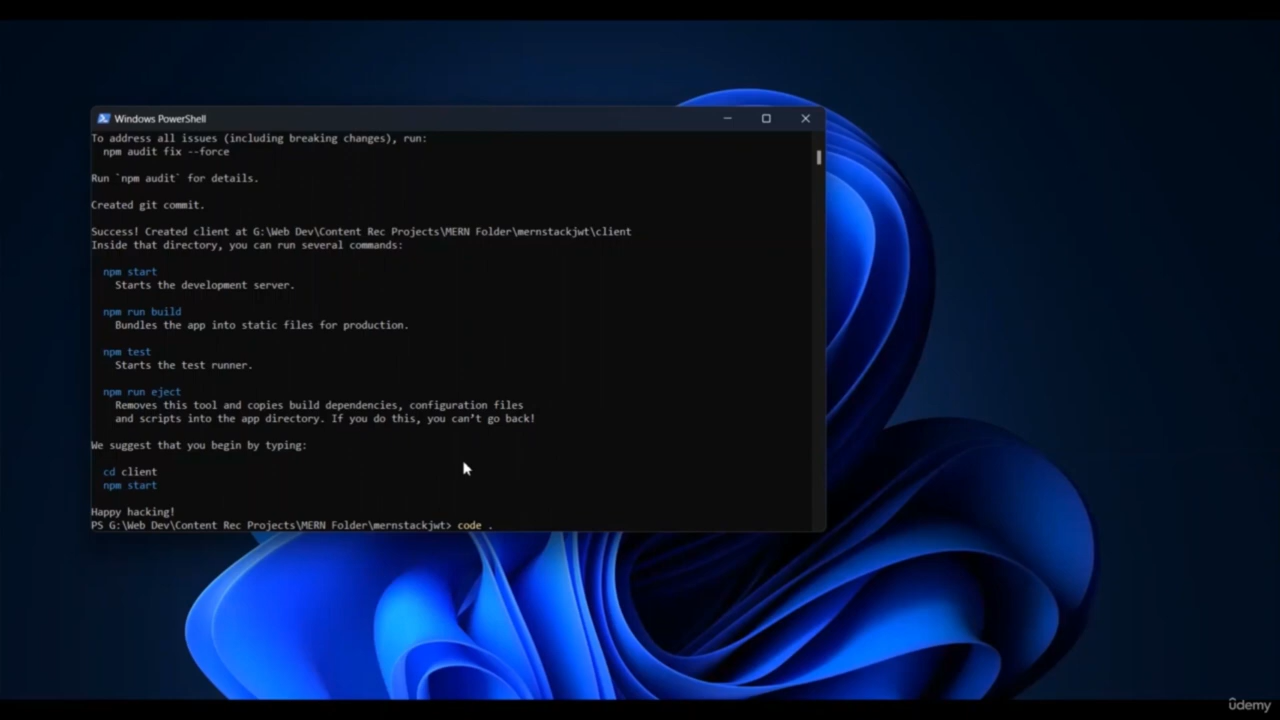 Windows PowerShell
To address all issues (including breaking changes), run:
npm audit fix --force
Run `npm audit` for details.
Created git commit.
Success! Created client at G:\Web Dev\Content Rec Projects\MERN Folder\mernstackjwt\client
Inside that directory, you can run several commands:
npm start
Starts the development server.
npm run build
Bundles the app into static files for production.
npm test
Starts the test runner.
npm run eject
Removes this tool and copies build dependencies, configuration files
and scripts into the app directory. If you do this, you can't go back!
We suggest that you begin by typing:
cd client
npm start
Happy hacking!
PS G:\Web Dev\Content Rec Projects\MERN Folder\mernstackjwt> code .
ûdemy